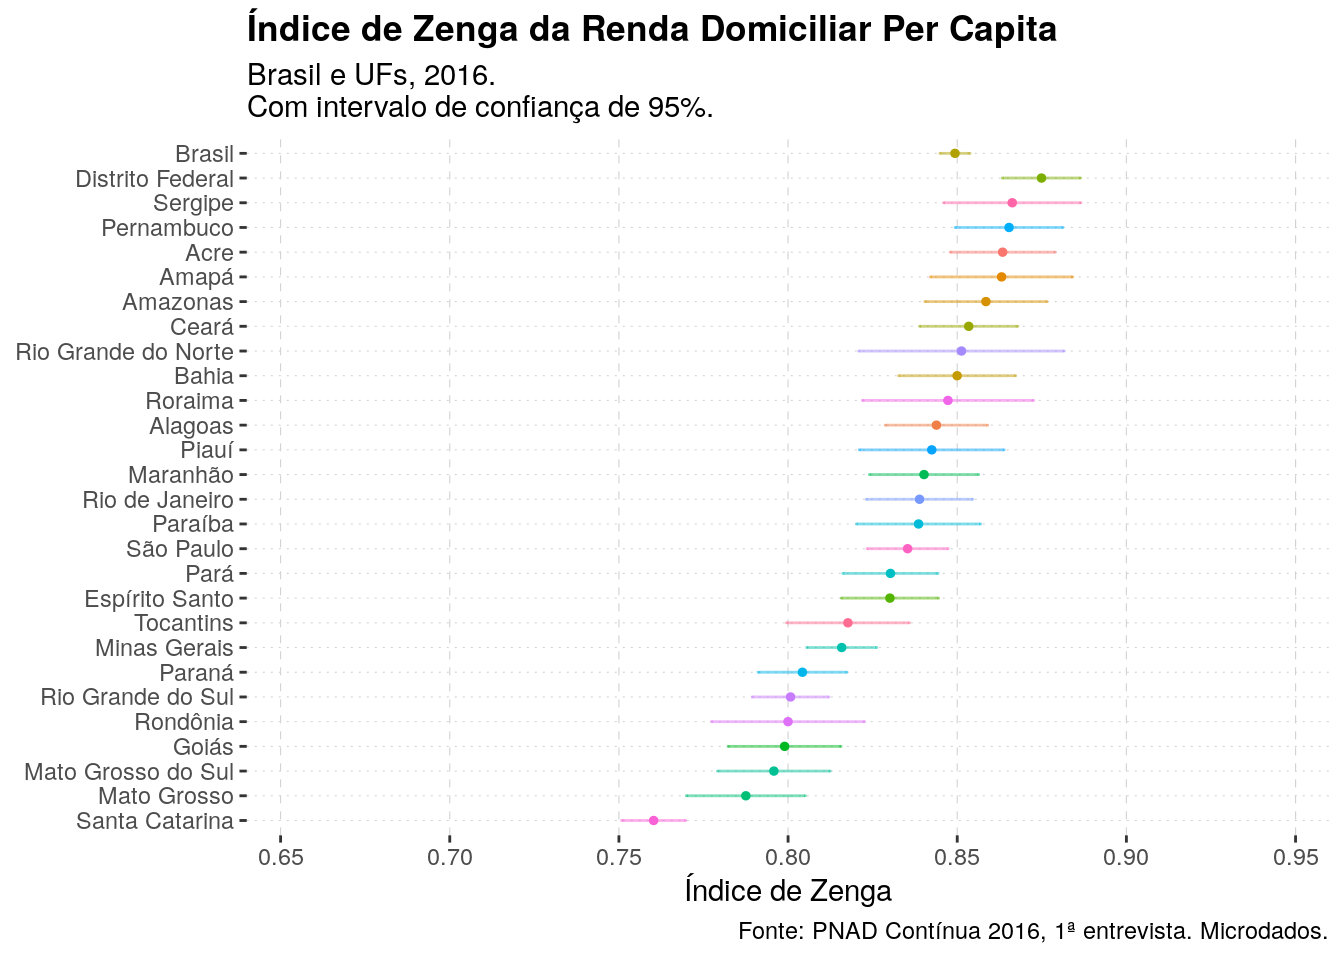 Índice de Zenga da Renda Domiciliar Per Capita
Brasil e UFs, 2016.
Com intervalo de confiança de 95%.
Brasil
Distrito Federal
Sergipe
Pernambuco
Acre
Amapá
Amazonas
Ceará
Rio Grande do Norte
Bahia
Roraima
Alagoas
Piauí
Maranhão
Rio de Janeiro
Paraíba
São Paulo
Pará
Espírito Santo
Tocantins
Minas Gerais
Paraná
Rio Grande do Sul
Rondônia
Goiás
Mato Grosso do Sul
Mato Grosso
Santa Catarina
0.65 0.70 0.75 0.80 0.85 0.90 0.95
Índice de Zenga
Fonte: PNAD Contínua 2016, 1ª entrevista. Microdados.